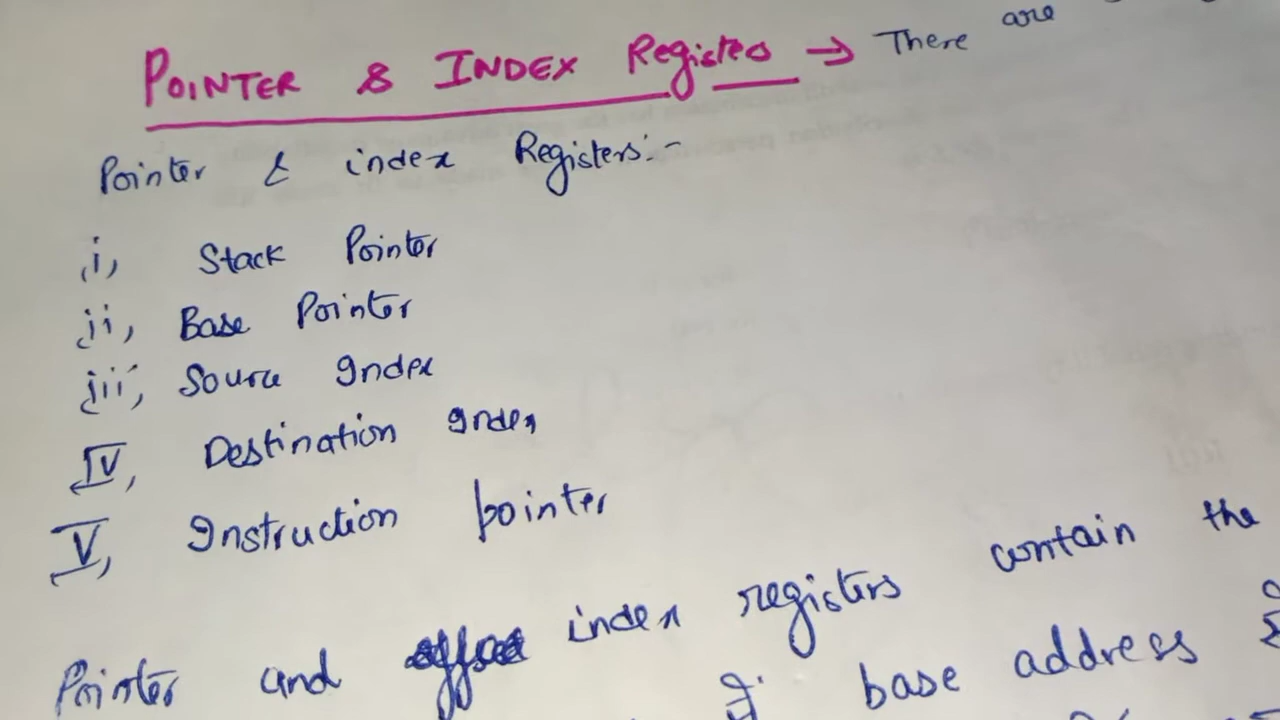 POINTER & INDEX Registers → There are
Pointer & index Registers:-
i, Stack Pointer
ii, Base Pointer
iii, Source Index
IV, Destination Index
V, Instruction pointer
Pointer and index registers contain the
base address &